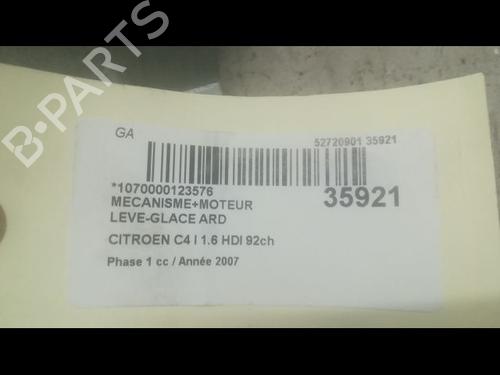 B-PARTS
GA
52720901 35921
*1070000123576
35921
MECANISME+MOTEUR
LEVE-GLACE ARD
CITROEN C4 I 1.6 HDI 92ch
Phase 1 cc / Année 2007